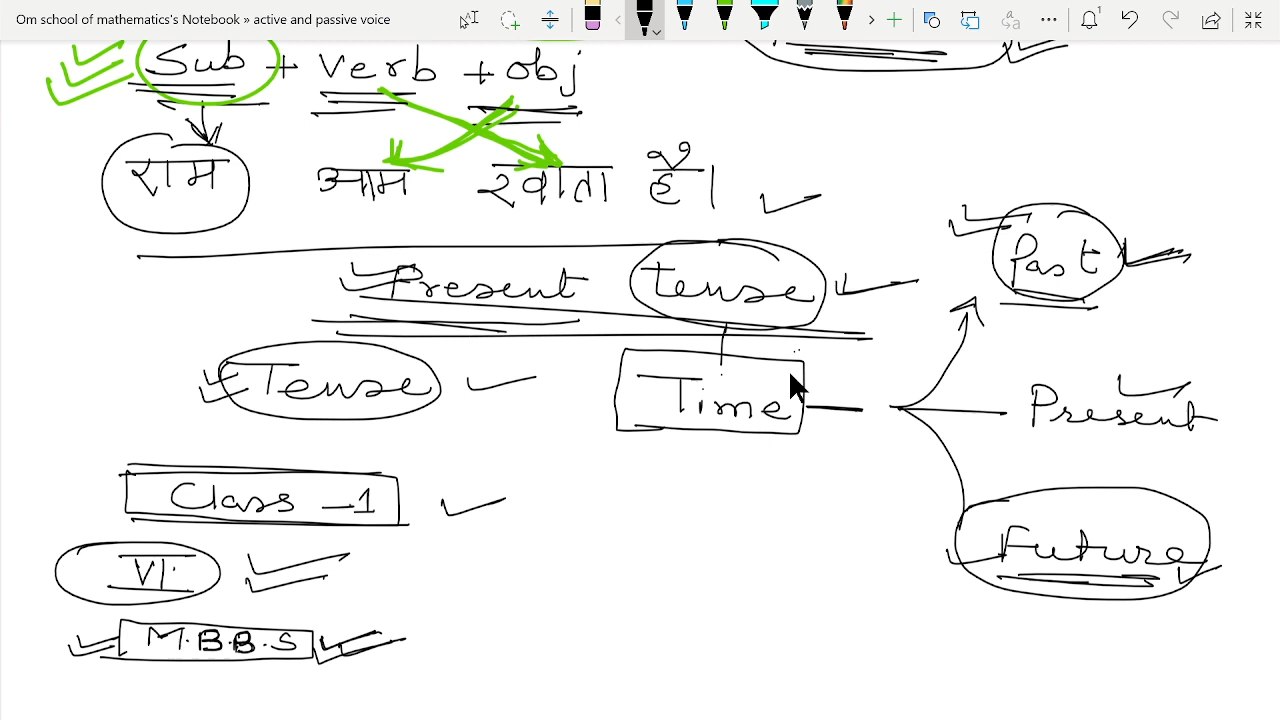 Om school of mathematics's Notebook » active and passive voice
Sub + Verb + obj
राम आम खाता है।
Present tense
Past
Tense
Time
Present
Class -1
VI
Future
M.B.B.S